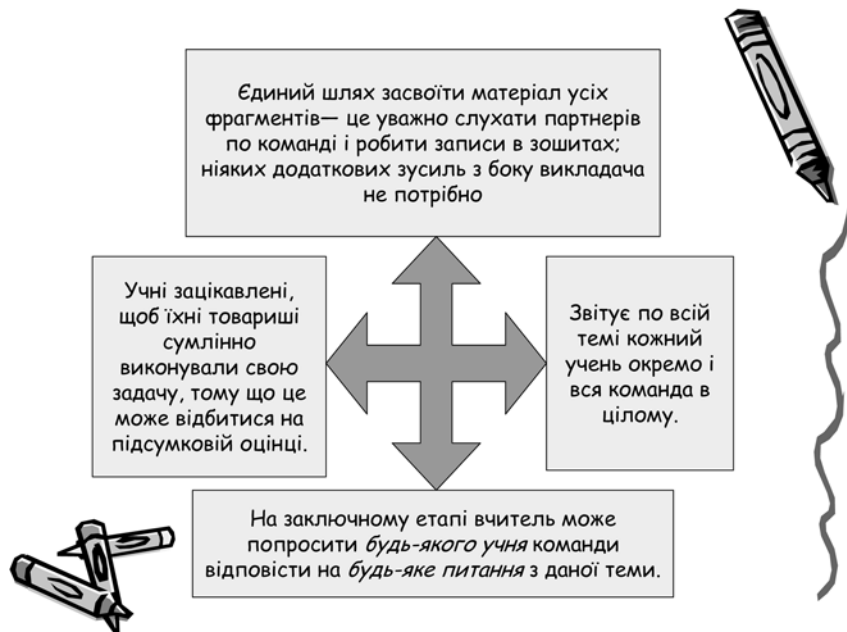 Єдиний шлях засвоїти матеріал усіх
фрагментів— це уважно слухати партнерів
по команді і робити записи в зошитах;
ніяких додаткових зусиль з боку викладача
не потрібно
Учні зацікавлені,
щоб їхні товариші
сумлінно
виконували свою
задачу, тому що це
може відбитися на
підсумковій оцінці.
Звітує по всій
темі кожний
учень окремо і
вся команда в
цілому.
На заключному етапі вчитель може
попросити будь-якого учня команди
відповісти на будь-яке питання з даної теми.